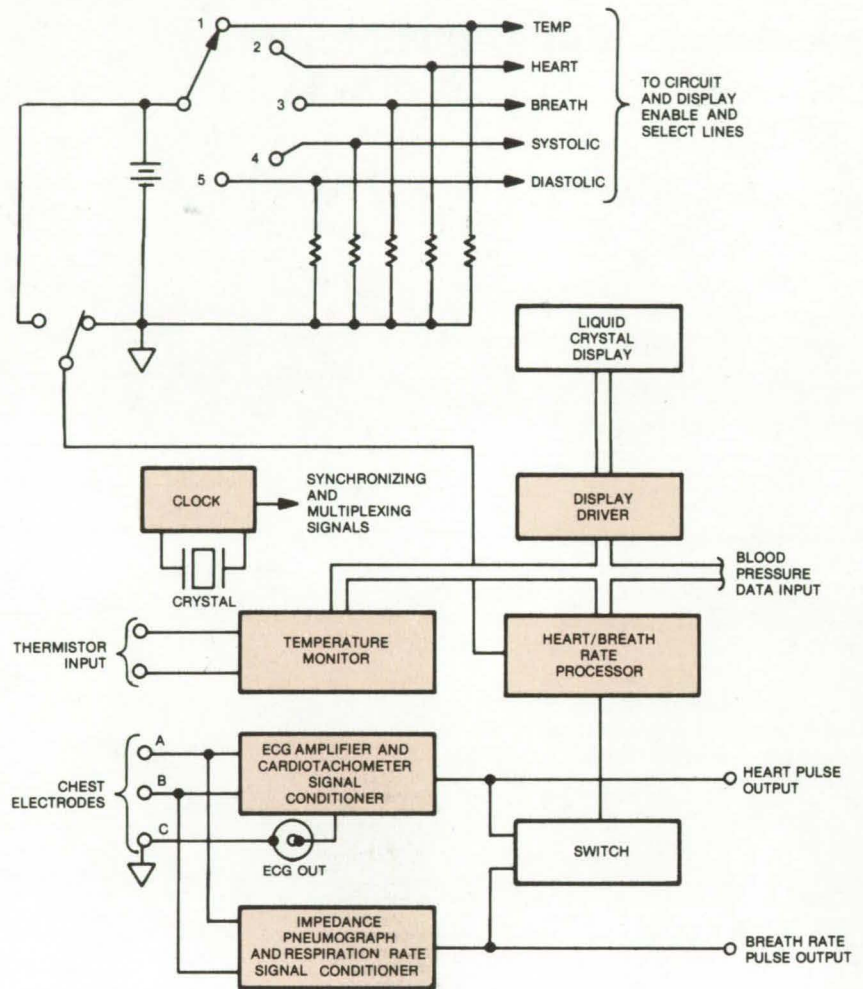 1
TEMP
2
HEART
3
BREATH
4
SYSTOLIC
5
DIASTOLIC
TO CIRCUIT
AND DISPLAY
ENABLE AND
SELECT LINES
LIQUID
CRYSTAL
DISPLAY
CLOCK
SYNCHRONIZING
AND
MULTIPLEXING
SIGNALS
CRYSTAL
DISPLAY
DRIVER
BLOOD
PRESSURE
DATA INPUT
THERMISTOR
INPUT
TEMPERATURE
MONITOR
HEART/BREATH
RATE
PROCESSOR
CHEST
ELECTRODES
A
B
C
ECG AMPLIFIER AND
CARDIOTACHOMETER
SIGNAL
CONDITIONER
ECG OUT
HEART PULSE
OUTPUT
SWITCH
IMPEDANCE
PNEUMOGRAPH
AND RESPIRATION RATE
SIGNAL CONDITIONER
BREATH RATE
PULSE OUTPUT